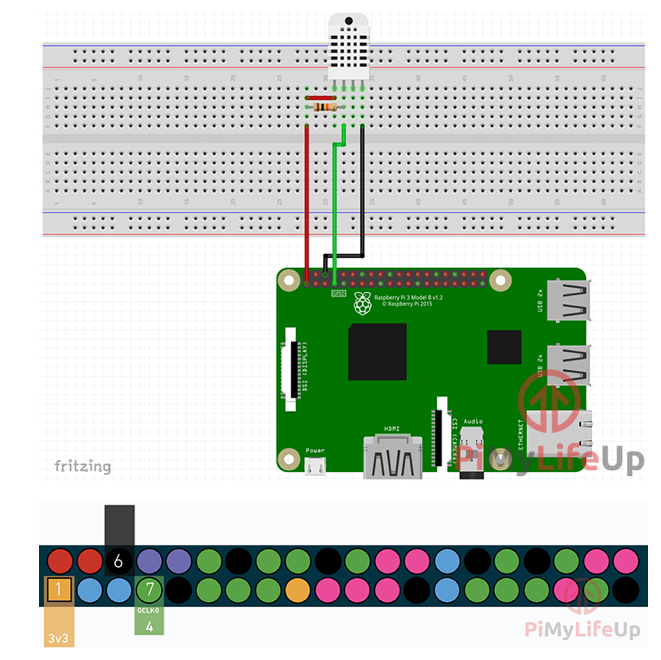 Raspberry Pi 3 Model B v1.2
© Raspberry Pi 2015
GPIO
USB 2x
DSI (DISPLAY)
USB 2x
ETHERNET
HDMI
CSI (CAMERA)
Audio
Power
fritzing
PiMyLifeUp
6
1
7
GCLK0
4
3v3
PiMyLifeUp